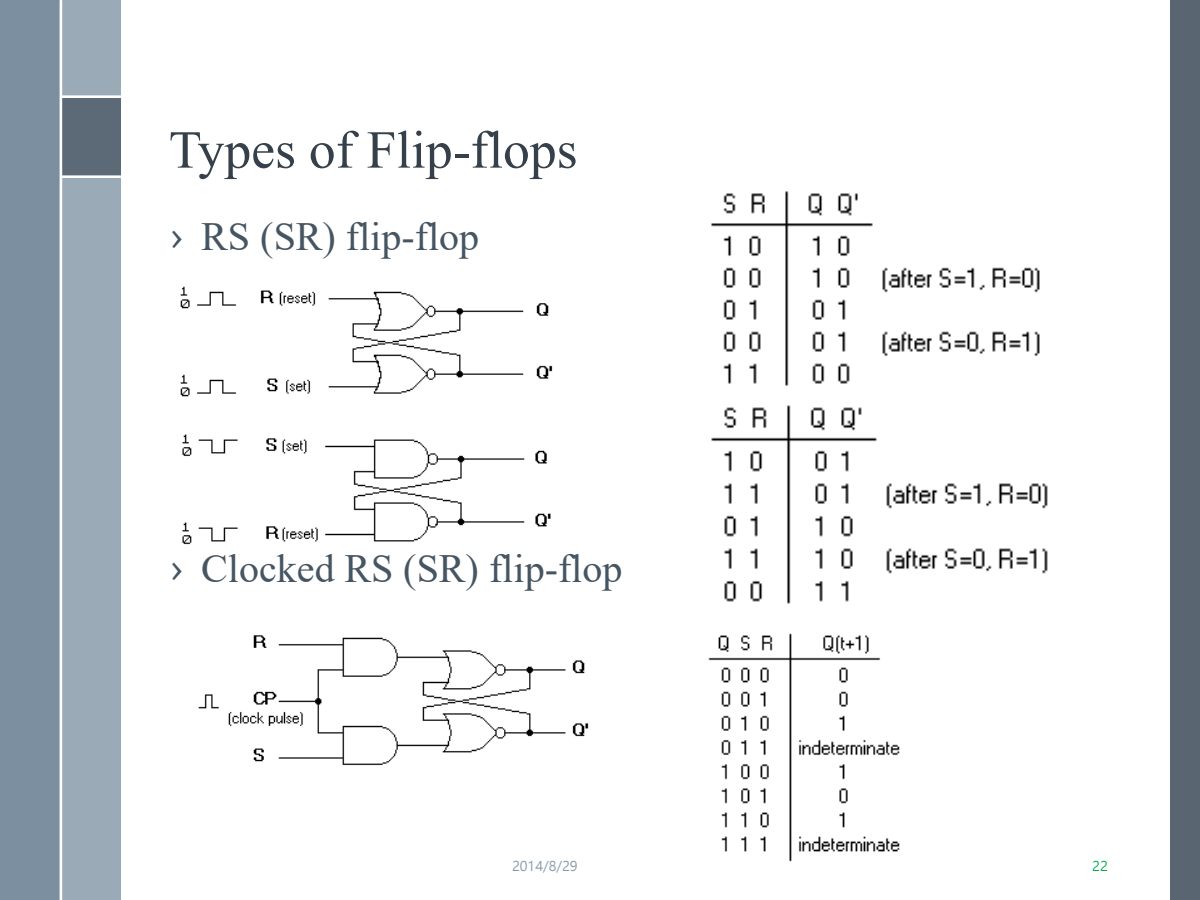 Types of Flip-flops
› RS (SR) flip-flop
1
0
R (reset)
Q
1
0
S (set)
Q'
1
0
S (set)
Q
1
0
R (reset)
Q'
› Clocked RS (SR) flip-flop
R
Q
CP
(clock pulse)
S
Q'
S R Q Q'
1 0 1 0
0 0 1 0 (after S=1, R=0)
0 1 0 1
0 0 0 1 (after S=0, R=1)
1 1 0 0
S R Q Q'
1 0 0 1
1 1 0 1 (after S=1, R=0)
0 1 1 0
1 1 1 0 (after S=0, R=1)
0 0 1 1
Q S R Q(t+1)
0 0 0 0
0 0 1 0
0 1 0 1
0 1 1 indeterminate
1 0 0 1
1 0 1 0
1 1 0 1
1 1 1 indeterminate
2014/8/29
22